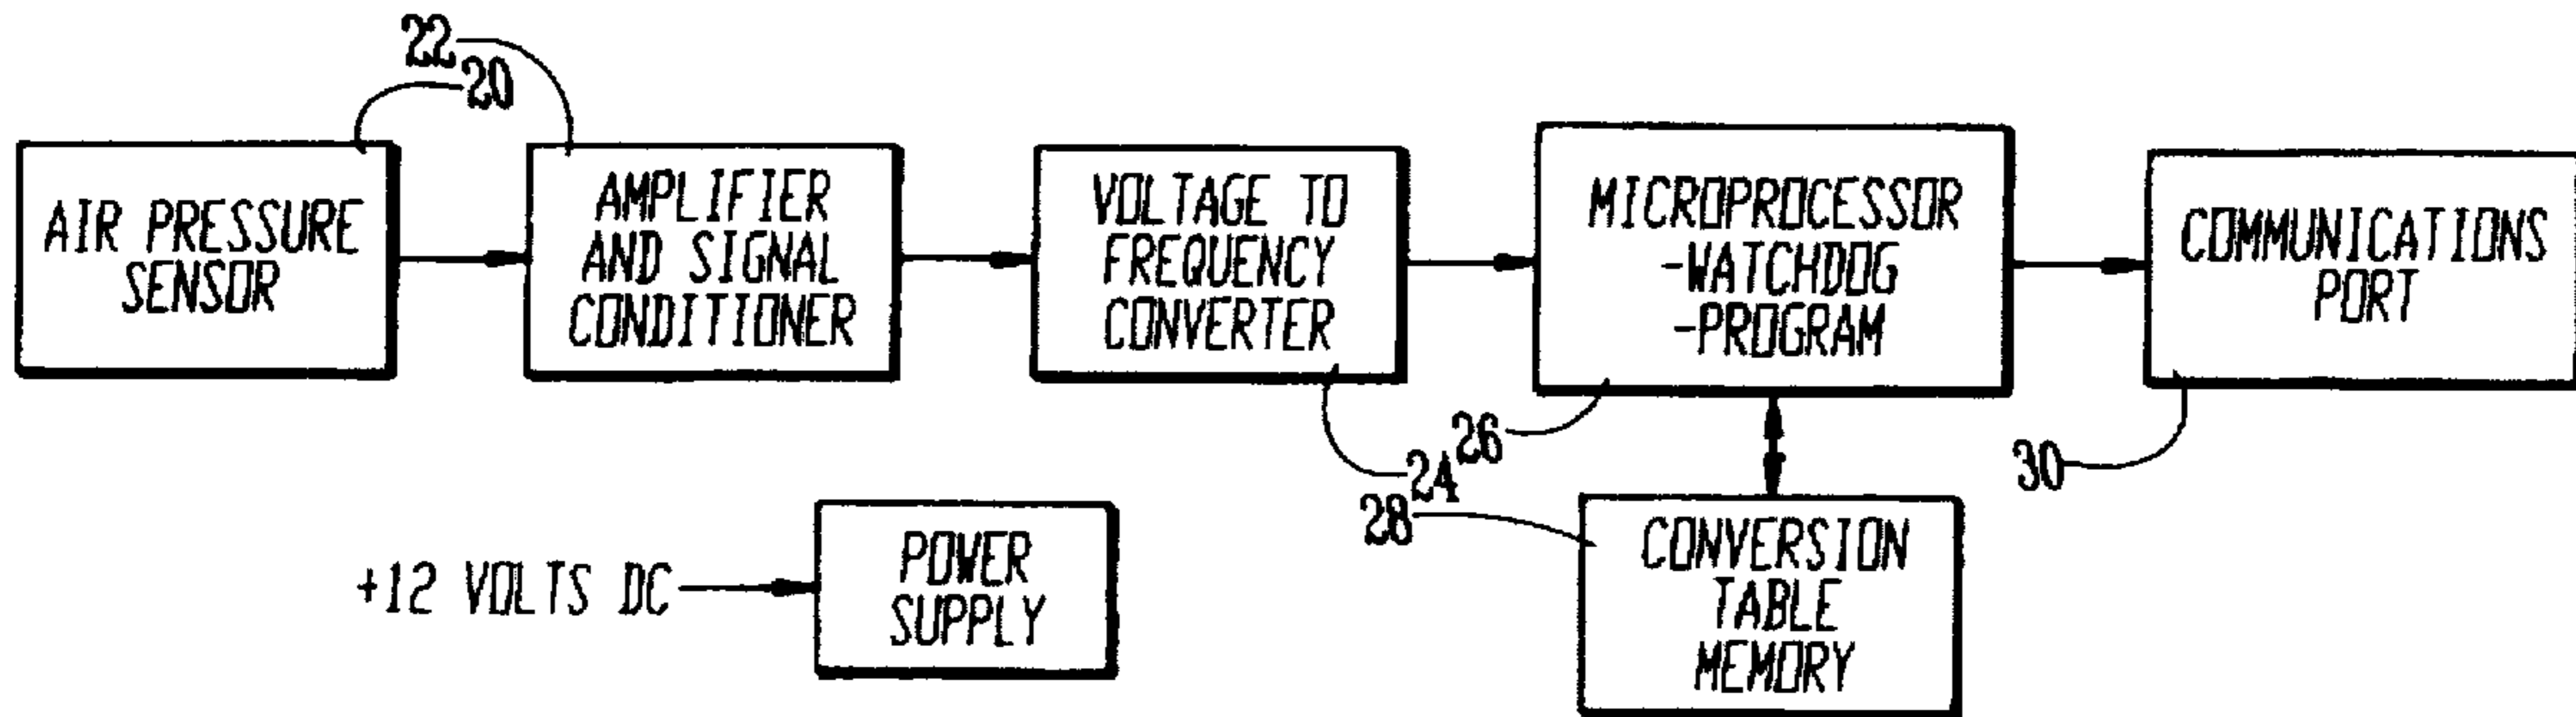 22
20
AIR PRESSURE
SENSOR
AMPLIFIER
AND SIGNAL
CONDITIONER
VOLTAGE TO
FREQUENCY
CONVERTER
24
MICROPROCESSOR
-WATCHDOG
-PROGRAM
26
COMMUNICATIONS
PORT
30
28
CONVERSION
TABLE
MEMORY
+12 VOLTS DC
POWER
SUPPLY